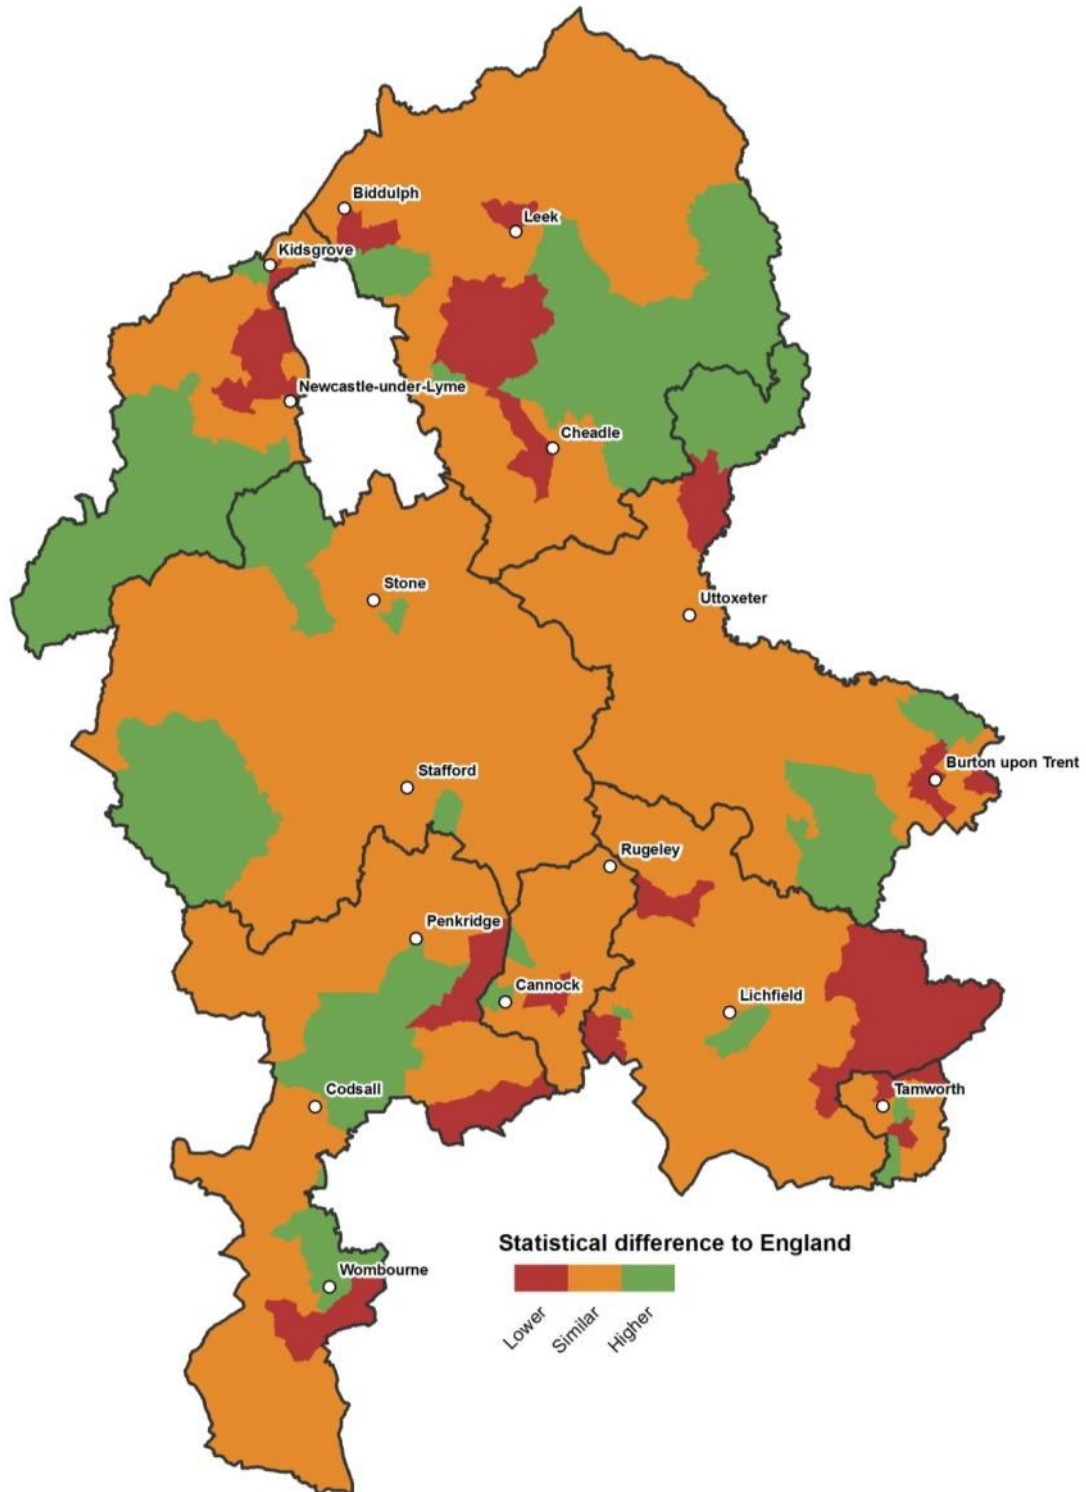 Biddulph
Leek
Kidsgrove
Newcastle-under-Lyme
Cheadle
Stone
Uttoxeter
Burton upon Trent
Stafford
Rugeley
Penkridge
Cannock
Lichfield
Codsall
Tamworth
Wombourne
Statistical difference to England
Lower
Similar
Higher